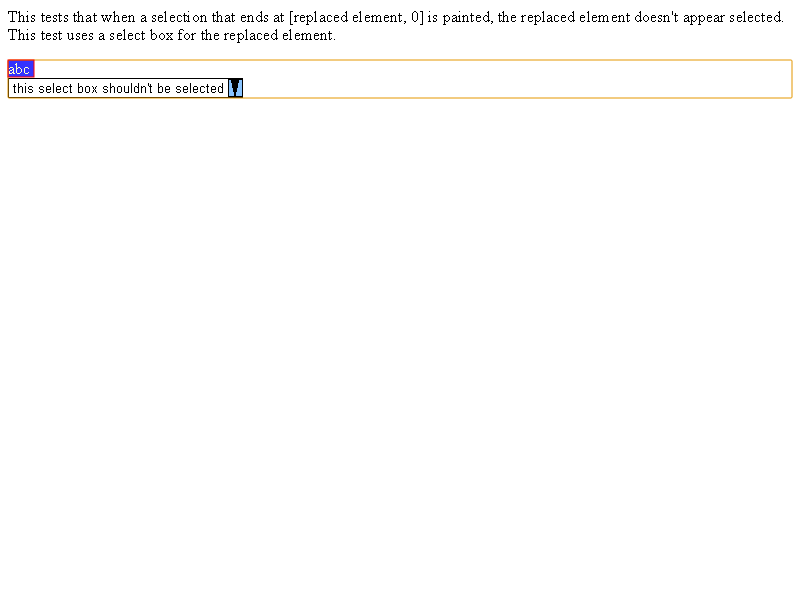 This tests that when a selection that ends at [replaced element, 0] is painted, the replaced element doesn't appear selected.
This test uses a select box for the replaced element.
abc
this select box shouldn't be selected